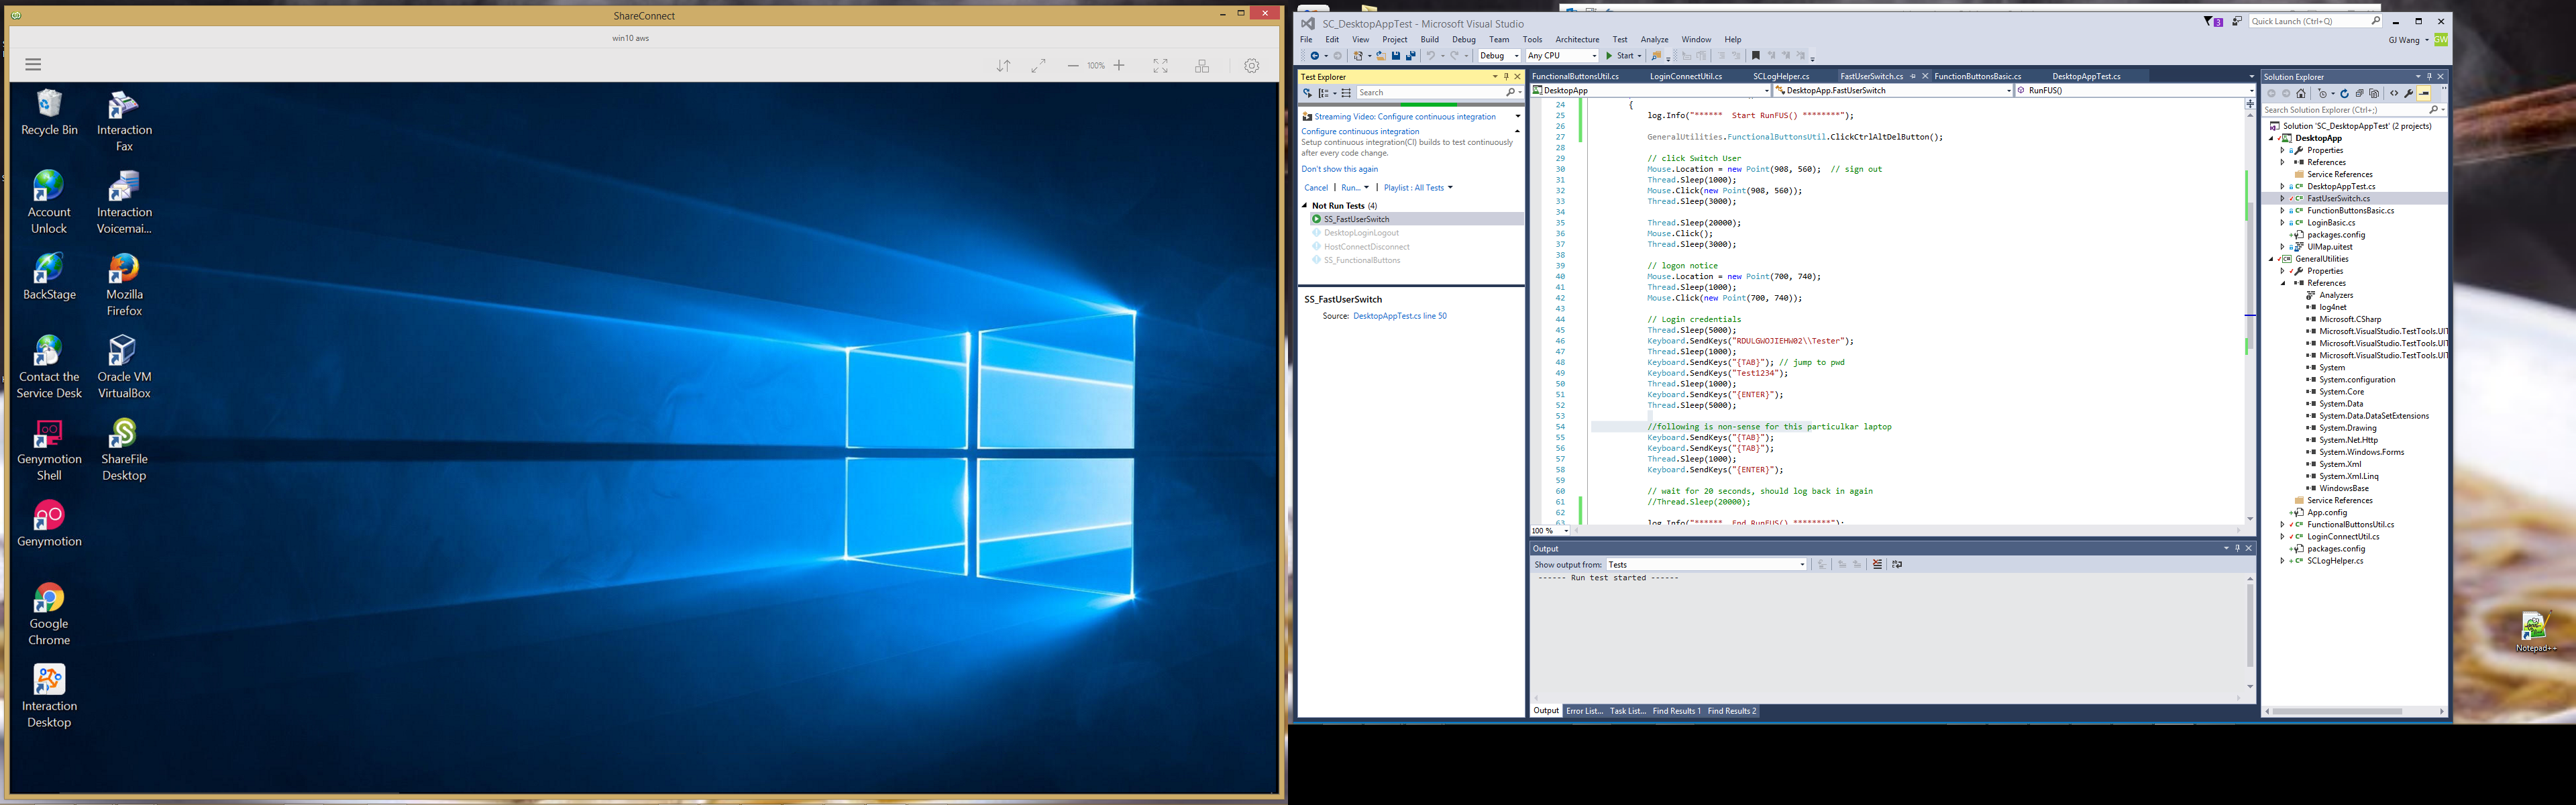 ShareConnect
win10 aws
100%
Recycle Bin
Interaction
Fax
Account
Unlock
Interaction
Voicemai...
BackStage
Mozilla
Firefox
Contact the
Service Desk
Oracle VM
VirtualBox
Genymotion
Shell
ShareFile
Desktop
Genymotion
Google
Chrome
Interaction
Desktop
SC_DesktopAppTest - Microsoft Visual Studio
3
Quick Launch (Ctrl+Q)
File Edit View Project Build Debug Team Tools Architecture Test Analyze Window Help
GJ Wang
GW
Debug Any CPU Start
Test Explorer
Search
Streaming Video: Configure continuous integration
Configure continuous integration
Setup continuous integration(CI) builds to test continuously
after every code change.
Don't show this again
Cancel | Run... | Playlist : All Tests
Not Run Tests (4)
SS_FastUserSwitch
DesktopLoginLogout
HostConnectDisconnect
SS_FunctionalButtons
SS_FastUserSwitch
Source: DesktopAppTest.cs line 50
FunctionalButtonsUtil.cs LoginConnectUtil.cs SCLogHelper.cs FastUserSwitch.cs FunctionButtonsBasic.cs DesktopAppTest.cs
DesktopApp DesktopApp.FastUserSwitch RunFUS()
24 {
25 log.Info("****** Start RunFUS() ********");
26
27 GeneralUtilities.FunctionalButtonsUtil.ClickCtrlAltDelButton();
28
29 // click Switch User
30 Mouse.Location = new Point(908, 560); // sign out
31 Thread.Sleep(1000);
32 Mouse.Click(new Point(908, 560));
33 Thread.Sleep(3000);
34
35 Thread.Sleep(20000);
36 Mouse.Click();
37 Thread.Sleep(3000);
38
39 // logon notice
40 Mouse.Location = new Point(700, 740);
41 Thread.Sleep(1000);
42 Mouse.Click(new Point(700, 740));
43
44 // Login credentials
45 Thread.Sleep(5000);
46 Keyboard.SendKeys("RDULGWOJIEHW02\\Tester");
47 Thread.Sleep(1000);
48 Keyboard.SendKeys("{TAB}"); // jump to pwd
49 Keyboard.SendKeys("Test1234");
50 Thread.Sleep(1000);
51 Keyboard.SendKeys("{ENTER}");
52 Thread.Sleep(5000);
53
54 //following is non-sense for this particulkar laptop
55 Keyboard.SendKeys("{TAB}");
56 Keyboard.SendKeys("{TAB}");
57 Thread.Sleep(1000);
58 Keyboard.SendKeys("{ENTER}");
59
60 // wait for 20 seconds, should log back in again
61 //Thread.Sleep(20000);
62
63 log.Info("****** End RunFUS() ********");
100 %
Output
Show output from: Tests
------ Run test started ------
Output Error List... Task List... Find Results 1 Find Results 2
Solution Explorer
Search Solution Explorer (Ctrl+;)
Solution 'SC_DesktopAppTest' (2 projects)
DesktopApp
Properties
References
Service References
DesktopAppTest.cs
FastUserSwitch.cs
FunctionButtonsBasic.cs
LoginBasic.cs
packages.config
UIMap.uitest
GeneralUtilities
Properties
References
Analyzers
log4net
Microsoft.CSharp
Microsoft.VisualStudio.TestTools.UIT
Microsoft.VisualStudio.TestTools.UIT
Microsoft.VisualStudio.TestTools.UIT
System
System.configuration
System.Core
System.Data
System.Data.DataSetExtensions
System.Drawing
System.Net.Http
System.Windows.Forms
System.Xml
System.Xml.Linq
WindowsBase
Service References
App.config
FunctionalButtonsUtil.cs
LoginConnectUtil.cs
packages.config
SCLogHelper.cs
Notepad++